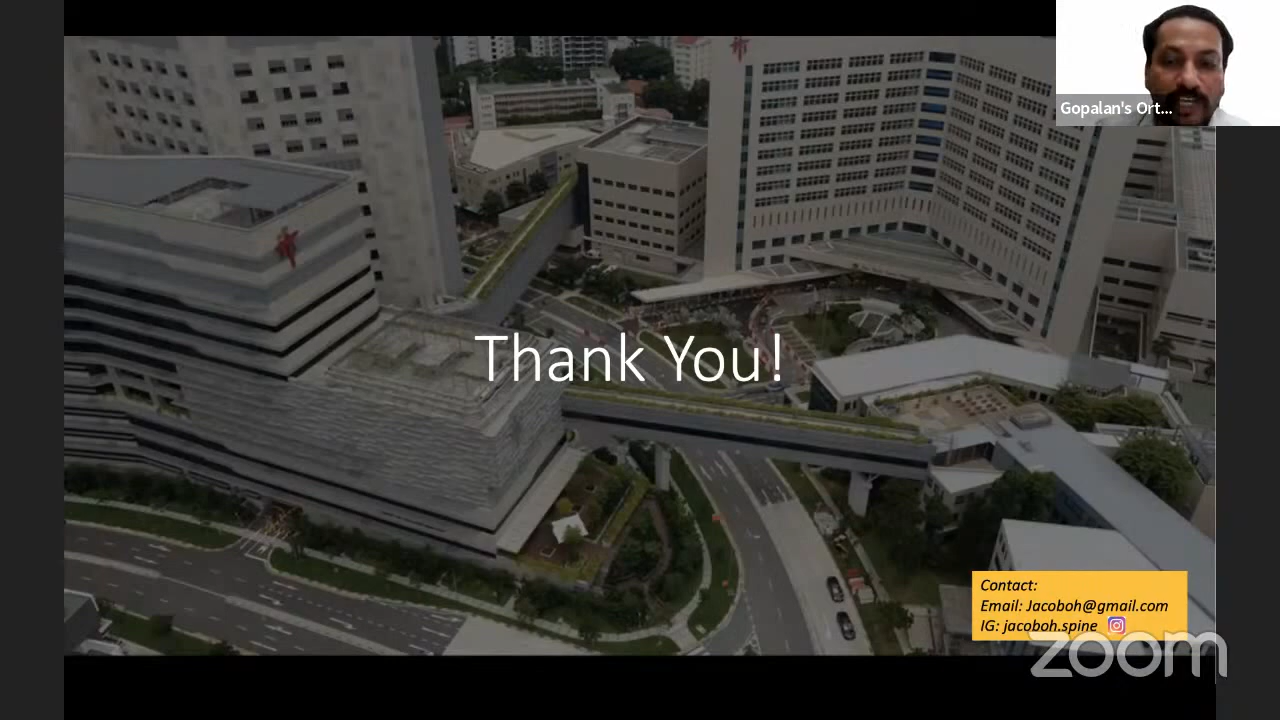 Gopalan's Ort...
Thank You!
Contact:
Email: Jacoboh@gmail.com
IG: jacoboh.spine
zoom